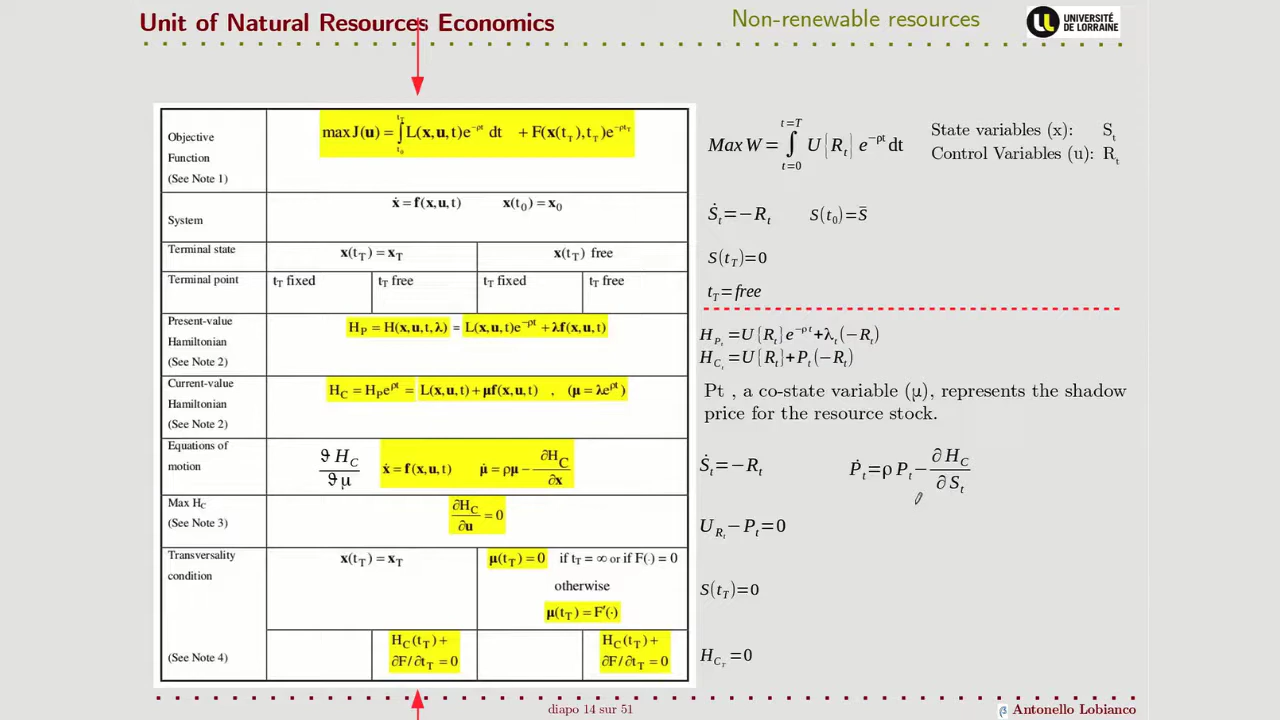 Unit of Natural Resources Economics
Non-renewable resources
UNIVERSITÉ
DE LORRAINE
Objective
Function
(See Note 1)
max J(u) = ∫_{t₀}^{t_T} L(x,u,t)e^{−ρt} dt + F(x(t_T),t_T)e^{−ρt_T}
System
ẋ = f(x,u,t) x(t₀) = x₀
Terminal state
x(t_T) = x_T
x(t_T) free
Terminal point
t_T fixed
t_T free
t_T fixed
t_T free
Present-value
Hamiltonian
(See Note 2)
H_P = H(x,u,t,λ) = L(x,u,t)e^{−ρt} + λf(x,u,t)
Current-value
Hamiltonian
(See Note 2)
H_C = H_P e^{ρt} = L(x,u,t) + μf(x,u,t) , (μ = λe^{ρt})
Equations of
motion
ϑ H_C / ϑ μ
ẋ = f(x,u,t) μ̇ = ρμ − ∂H_C / ∂x
Max H_C
(See Note 3)
∂H_C / ∂u = 0
Transversality
condition
x(t_T) = x_T
μ(t_T) = 0 if t_T = ∞ or if F(·) = 0
otherwise
μ(t_T) = F′(·)
(See Note 4)
H_C(t_T) +
∂F/∂t_T = 0
H_C(t_T) +
∂F/∂t_T = 0
Max W = ∫_{t=0}^{t=T} U{R_t} e^{−ρt} dt
State variables (x): S_t
Control Variables (u): R_t
Ṡ_t = −R_t S(t₀) = S̄
S(t_T) = 0
t_T = free
H_{P_t} = U{R_t} e^{−ρt} + λ_t(−R_t)
H_{C_t} = U{R_t} + P_t(−R_t)
Pt , a co-state variable (μ), represents the shadow
price for the resource stock.
Ṡ_t = −R_t Ṗ_t = ρ P_t − ∂ H_C / ∂ S_t
U_{R_t} − P_t = 0
S(t_T) = 0
H_{C_T} = 0
diapo 14 sur 51
Antonello Lobianco